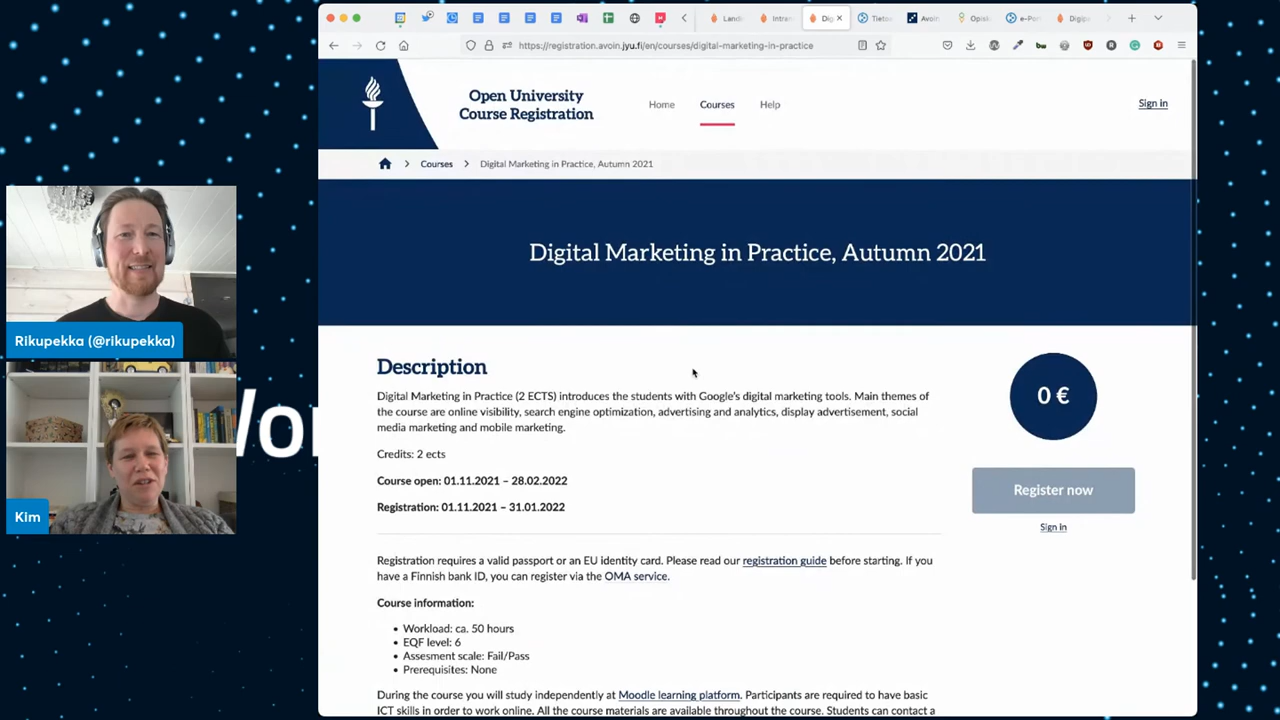 Landv
Intran
Dig
Tietoe
Avoin
Opisk
e-Port
Digipa
https://registration.avoin.jyu.fi/en/courses/digital-marketing-in-practice
Open University
Course Registration
Home
Courses
Help
Sign in
Courses
Digital Marketing in Practice, Autumn 2021
Digital Marketing in Practice, Autumn 2021
Rikupekka (@rikupekka)
Kim
/or
Description
Digital Marketing in Practice (2 ECTS) introduces the students with Google's digital marketing tools. Main themes of
the course are online visibility, search engine optimization, advertising and analytics, display advertisement, social
media marketing and mobile marketing.
Credits: 2 ects
Course open: 01.11.2021 – 28.02.2022
Registration: 01.11.2021 – 31.01.2022
0 €
Register now
Sign in
Registration requires a valid passport or an EU identity card. Please read our registration guide before starting. If you
have a Finnish bank ID, you can register via the OMA service.
Course information:
• Workload: ca. 50 hours
• EQF level: 6
• Assesment scale: Fail/Pass
• Prerequisites: None
During the course you will study independently at Moodle learning platform. Participants are required to have basic
ICT skills in order to work online. All the course materials are available throughout the course. Students can contact a